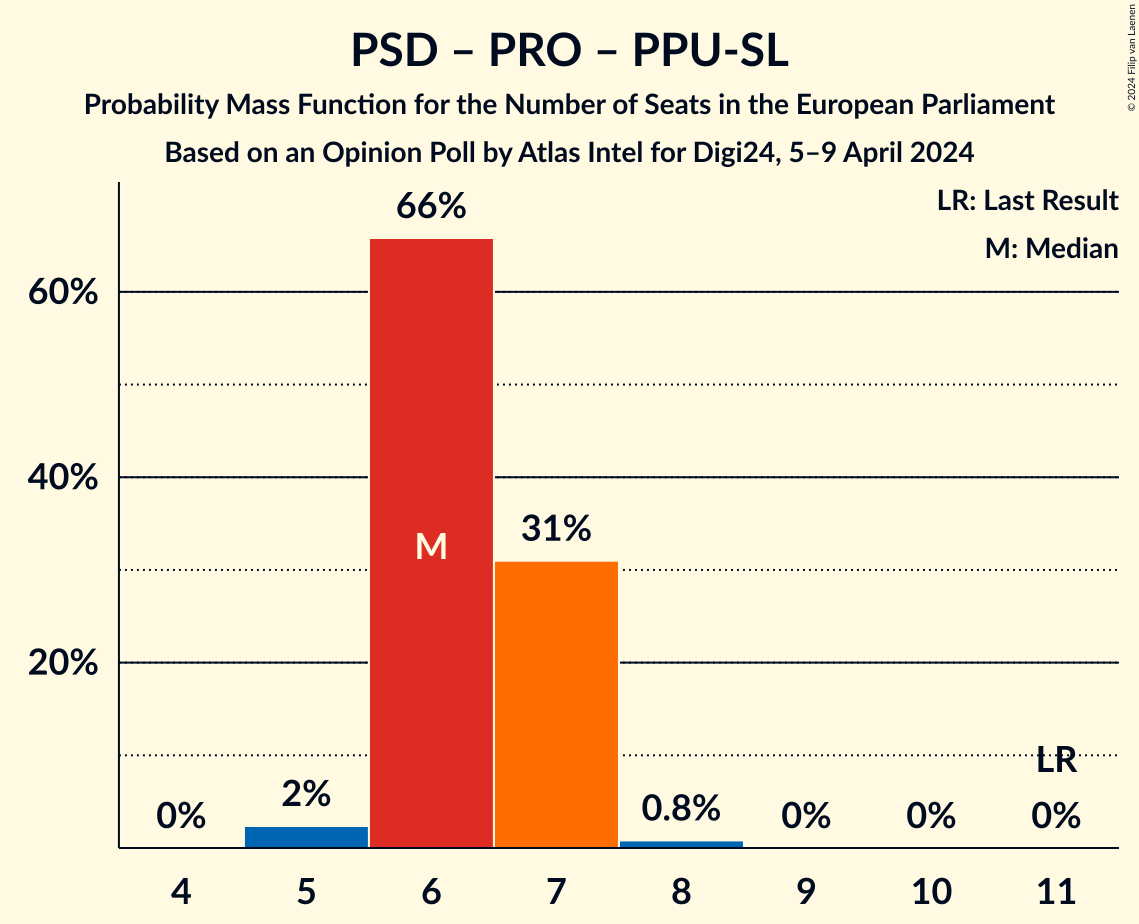 PSD – PRO – PPU-SL
Probability Mass Function for the Number of Seats in the European Parliament
Based on an Opinion Poll by Atlas Intel for Digi24, 5–9 April 2024
© 2024 Filip van Laenen
LR: Last Result
M: Median
60%
40%
20%
0%
2%
66%
M
31%
0.8%
0%
0%
LR
0%
4 5 6 7 8 9 10 11